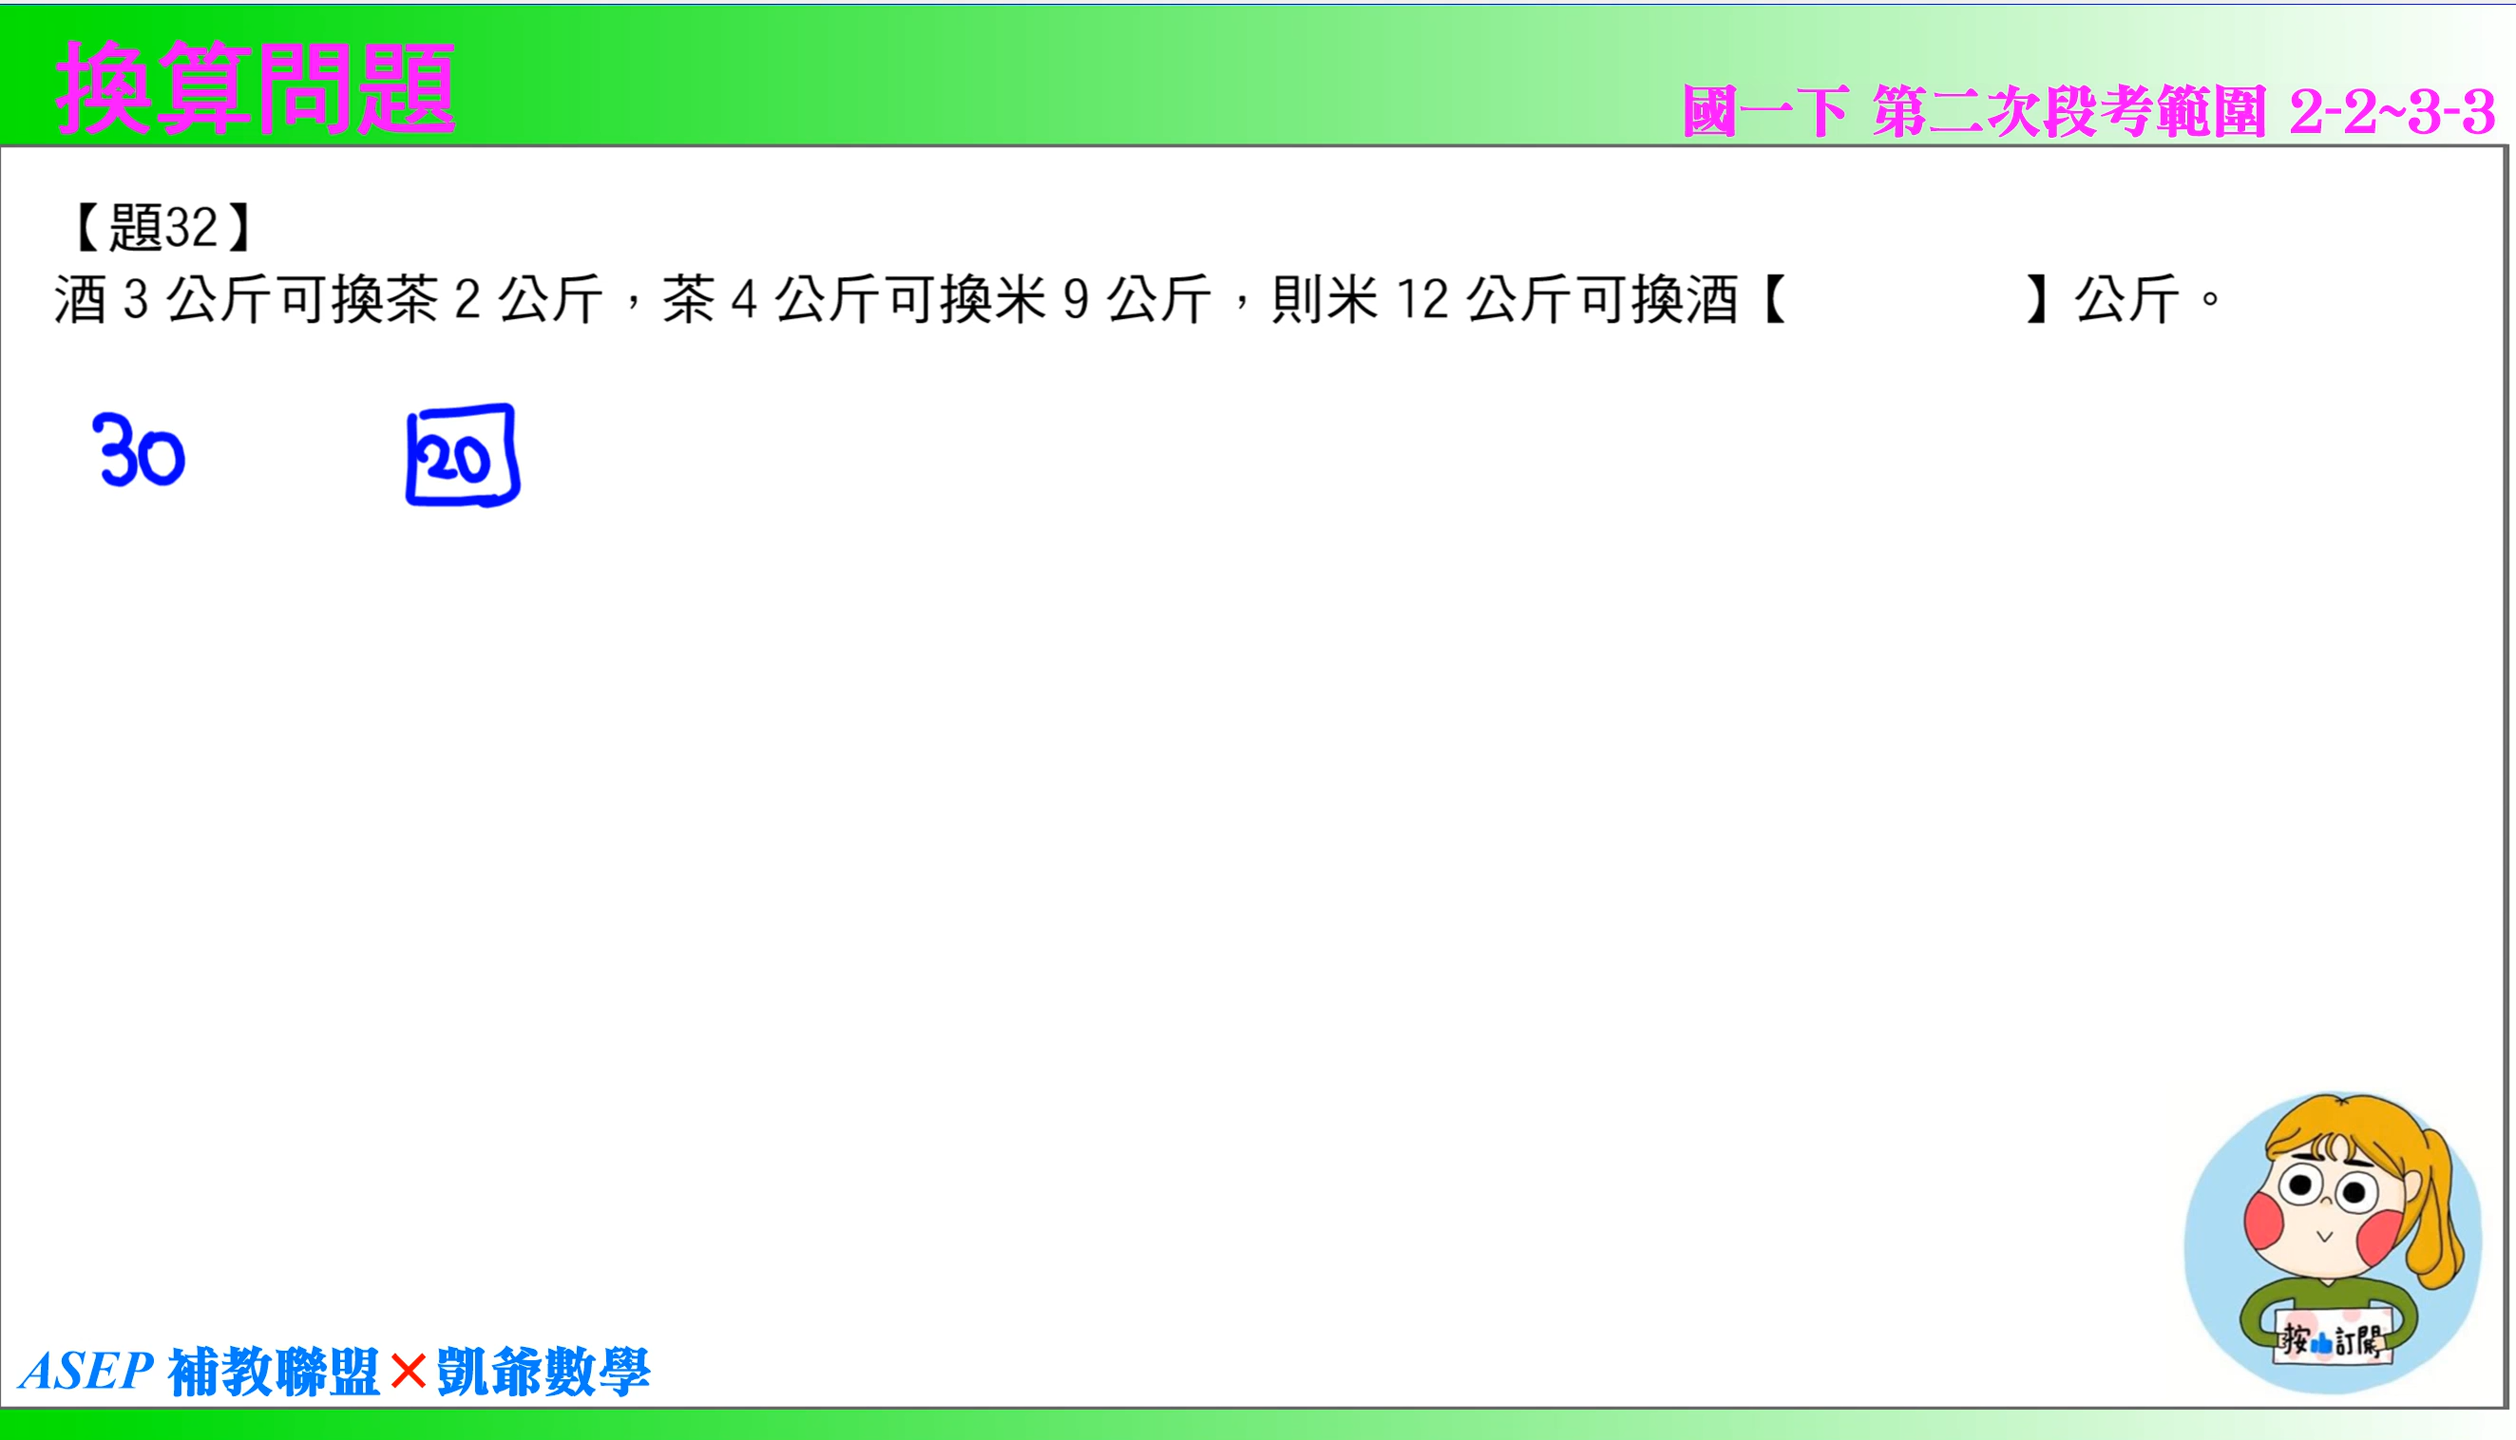 換算問題
國一下 第二次段考範圍 2-2~3-3
【題32】
酒 3 公斤可換茶 2 公斤，茶 4 公斤可換米 9 公斤，則米 12 公斤可換酒【　　　　】公斤。
30 20
按 訂閱
ASEP 補教聯盟×凱爺數學